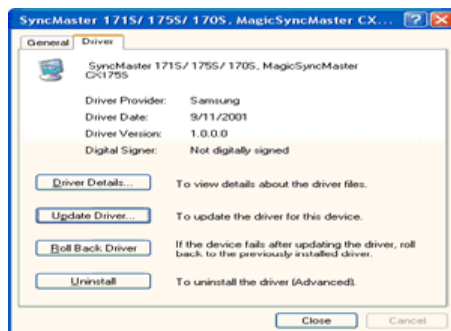 SyncMaster 171S/ 175S/ 170S, MagicSyncMaster CX...
General
Driver
SyncMaster 171S/ 175S/ 170S, MagicSyncMaster
CX175S
Driver Provider: Samsung
Driver Date: 9/11/2001
Driver Version: 1.0.0.0
Digital Signer: Not digitally signed
Driver Details... To view details about the driver files.
Update Driver... To update the driver for this device.
Roll Back Driver If the device fails after updating the driver, roll
back to the previously installed driver.
Uninstall To uninstall the driver (Advanced).
Close Cancel